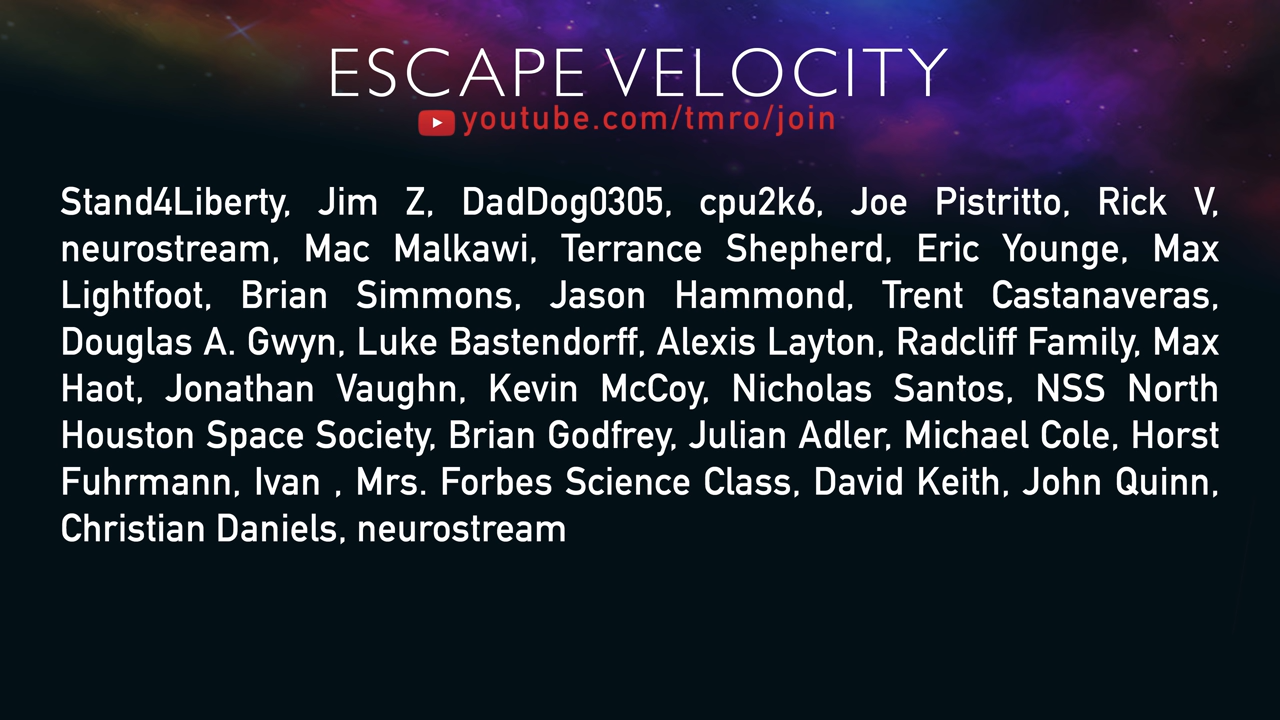 ESCAPE VELOCITY
youtube.com/tmro/join
Stand4Liberty, Jim Z, DadDog0305, cpu2k6, Joe Pistritto, Rick V,
neurostream, Mac Malkawi, Terrance Shepherd, Eric Younge, Max
Lightfoot, Brian Simmons, Jason Hammond, Trent Castanaveras,
Douglas A. Gwyn, Luke Bastendorff, Alexis Layton, Radcliff Family, Max
Haot, Jonathan Vaughn, Kevin McCoy, Nicholas Santos, NSS North
Houston Space Society, Brian Godfrey, Julian Adler, Michael Cole, Horst
Fuhrmann, Ivan , Mrs. Forbes Science Class, David Keith, John Quinn,
Christian Daniels, neurostream